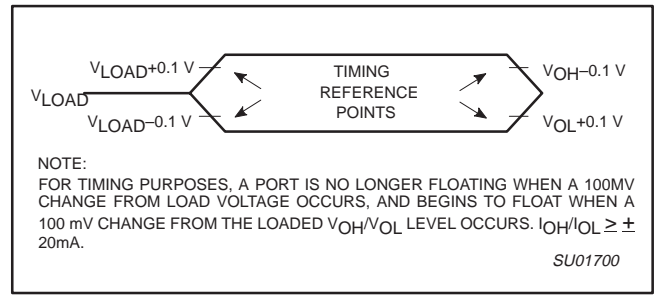 VLOAD+0.1 V
TIMING
VOH–0.1 V
VLOAD
REFERENCE
VLOAD–0.1 V
POINTS
VOL+0.1 V
NOTE:
FOR TIMING PURPOSES, A PORT IS NO LONGER FLOATING WHEN A 100MV
CHANGE FROM LOAD VOLTAGE OCCURS, AND BEGINS TO FLOAT WHEN A
100 mV CHANGE FROM THE LOADED VOH/VOL LEVEL OCCURS. IOH/IOL ≥ ±
20mA.
SU01700